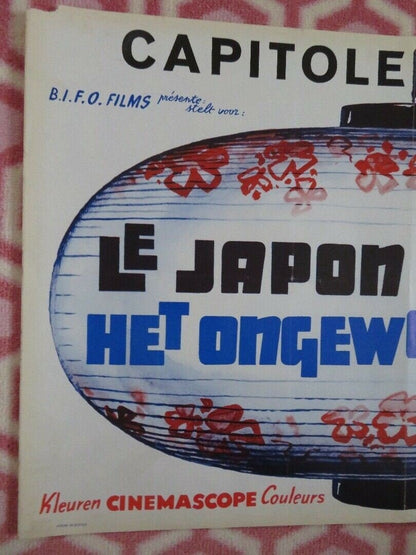 CAPITOLE
B.I.F.O. FILMS présente:
stelt voor:
LE JAPON
HET ONGEW
Kleuren CINEMASCOPE Couleurs